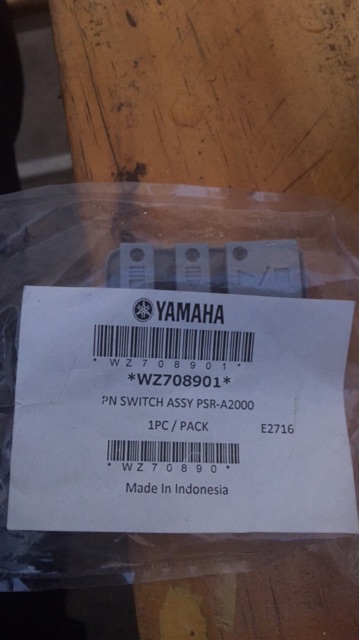 YAMAHA
* W Z 7 0 8 9 0 1 *
*WZ708901*
PN SWITCH ASSY PSR-A2000
1PC / PACK E2716
* W Z 7 0 8 9 0 *
Made In Indonesia